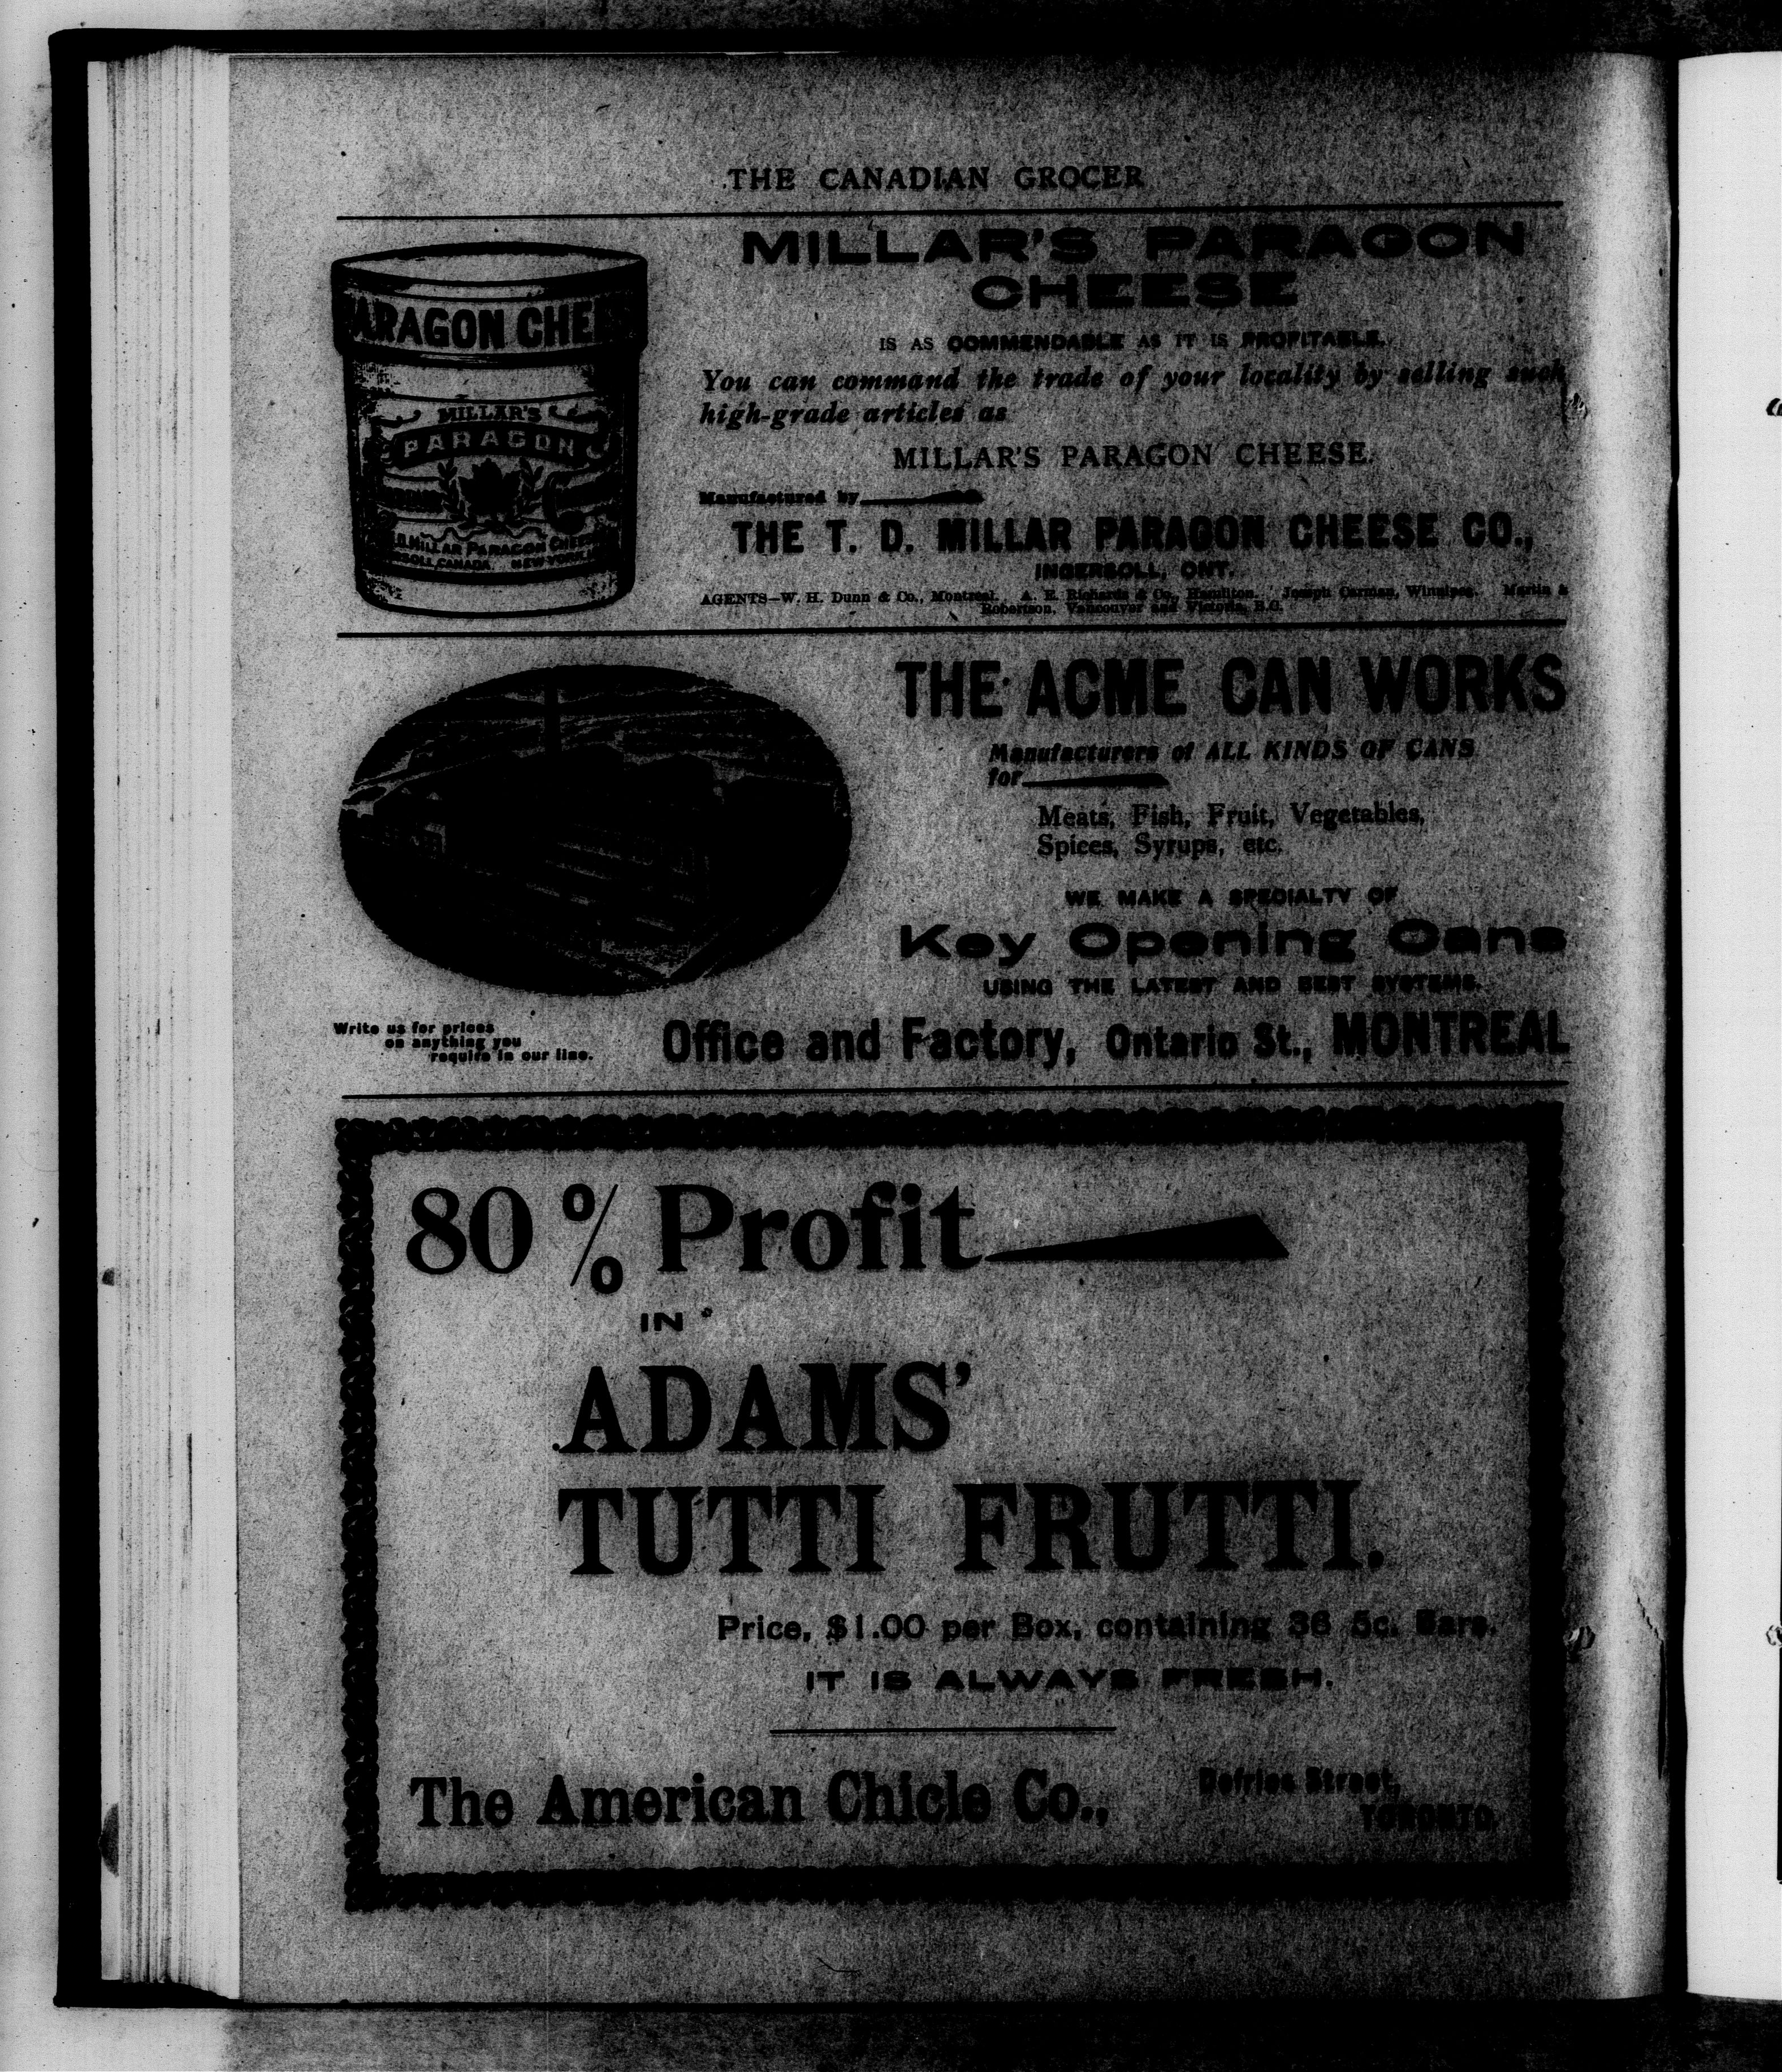 THE CANADIAN GROCER
ARAGON CHEE
MILLAR'S
PARAGON
MILLAR PARAGON CHEESE
CANADA NEW YORK
MILLAR'S PARAGON
CHEESE
IS AS COMMENDABLE AS IT IS PROFITABLE.
You can command the trade of your locality by selling such
high-grade articles as
MILLAR'S PARAGON CHEESE.
Manufactured by
THE T. D. MILLAR PARAGON CHEESE CO.,
INGERSOLL, ONT.
AGENTS—W. H. Dunn & Co., Montreal. A. E. Richards & Co., Hamilton. Joseph Carman, Winnipeg. Martin &
Robertson, Vancouver and Victoria, B.C.
THE ACME CAN WORKS
Manufacturers of ALL KINDS OF CANS
for
Meats, Fish, Fruit, Vegetables,
Spices, Syrups, etc.
WE MAKE A SPECIALTY OF
Key Opening Cans
USING THE LATEST AND BEST SYSTEMS.
Write us for prices
on anything you
require in our line.
Office and Factory, Ontario St., MONTREAL
80 % Profit
IN
ADAMS'
TUTTI FRUTTI.
Price, $1.00 per Box, containing 36 5c. Bars.
IT IS ALWAYS FRESH.
The American Chicle Co.,
Defries Street,
TORONTO.